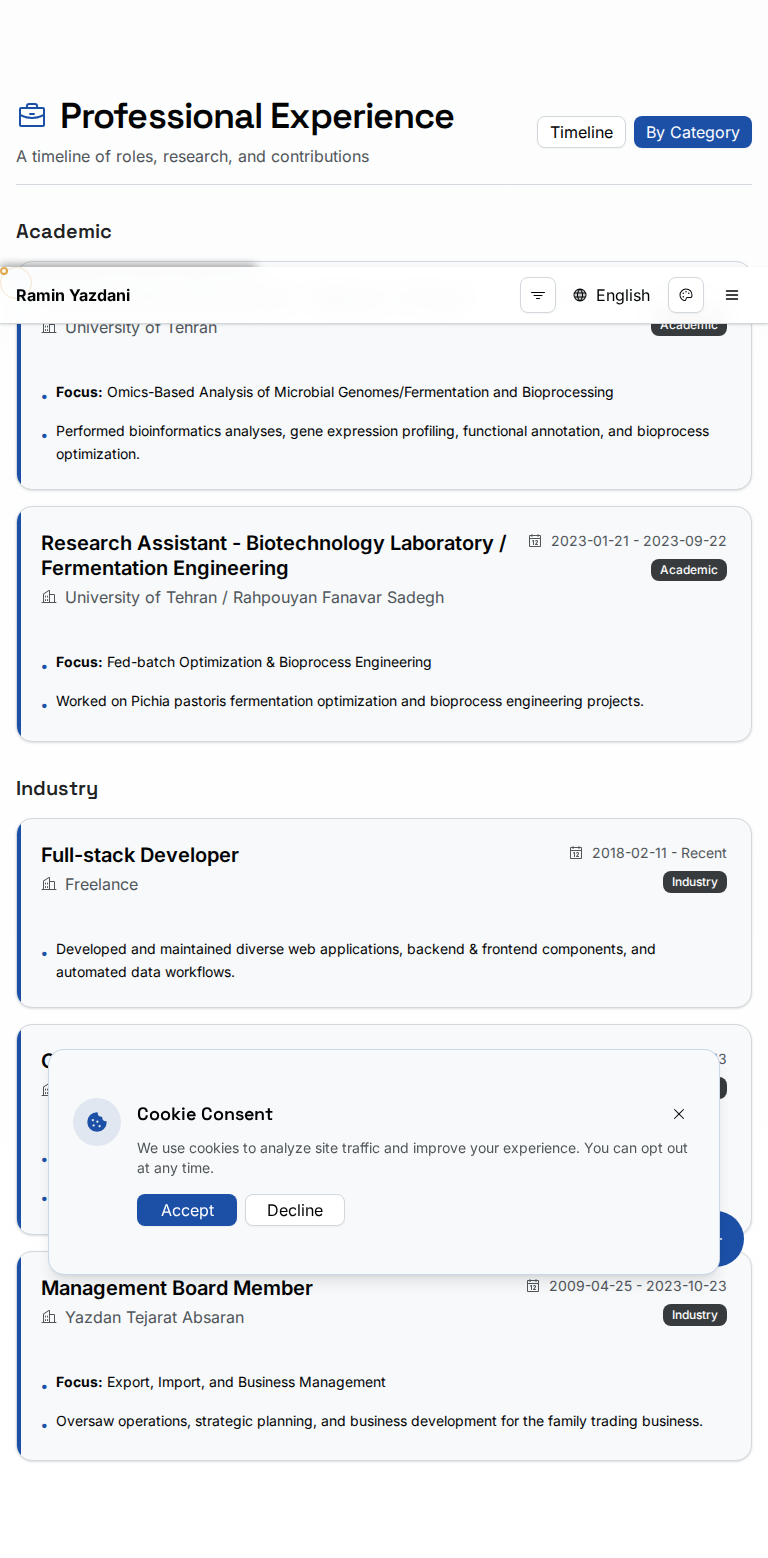 Professional Experience
A timeline of roles, research, and contributions
Timeline
By Category
Academic
Ramin Yazdani
English
University of Tehran
Academic
Focus: Omics-Based Analysis of Microbial Genomes/Fermentation and Bioprocessing
Performed bioinformatics analyses, gene expression profiling, functional annotation, and bioprocess
optimization.
Research Assistant - Biotechnology Laboratory /
Fermentation Engineering
2023-01-21 - 2023-09-22
Academic
University of Tehran / Rahpouyan Fanavar Sadegh
Focus: Fed-batch Optimization & Bioprocess Engineering
Worked on Pichia pastoris fermentation optimization and bioprocess engineering projects.
Industry
Full-stack Developer
2018-02-11 - Recent
Freelance
Industry
Developed and maintained diverse web applications, backend & frontend components, and
automated data workflows.
Cookie Consent
We use cookies to analyze site traffic and improve your experience. You can opt out
at any time.
Accept
Decline
Management Board Member
2009-04-25 - 2023-10-23
Yazdan Tejarat Absaran
Industry
Focus: Export, Import, and Business Management
Oversaw operations, strategic planning, and business development for the family trading business.